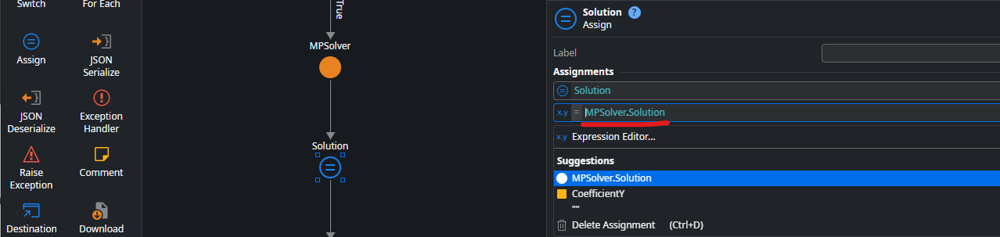 Switch
For Each
Assign
JSON
Serialize
JSON
Deserialize
Exception
Handler
Raise
Exception
Comment
Destination
Download
True
MPSolver
Solution
Solution ?
Assign
Label
Assignments
Solution
x.y = MPSolver.Solution
x.y Expression Editor...
Suggestions
MPSolver.Solution
CoefficientY
""
Delete Assignment (Ctrl+D)